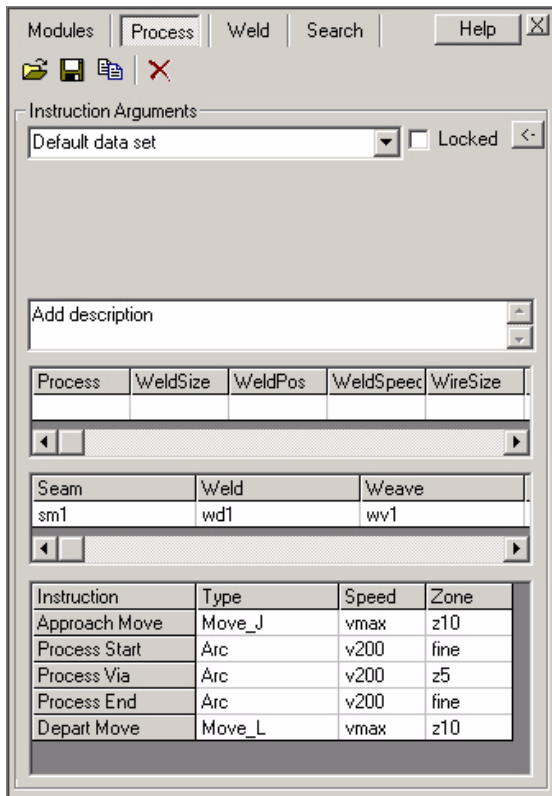 Modules Process Weld Search Help X
Instruction Arguments
Default data set Locked <-
Add description
Process WeldSize WeldPos WeldSpeed WireSize
Seam Weld Weave
sm1 wd1 wv1
Instruction Type Speed Zone
Approach Move Move_J vmax z10
Process Start Arc v200 fine
Process Via Arc v200 z5
Process End Arc v200 fine
Depart Move Move_L vmax z10